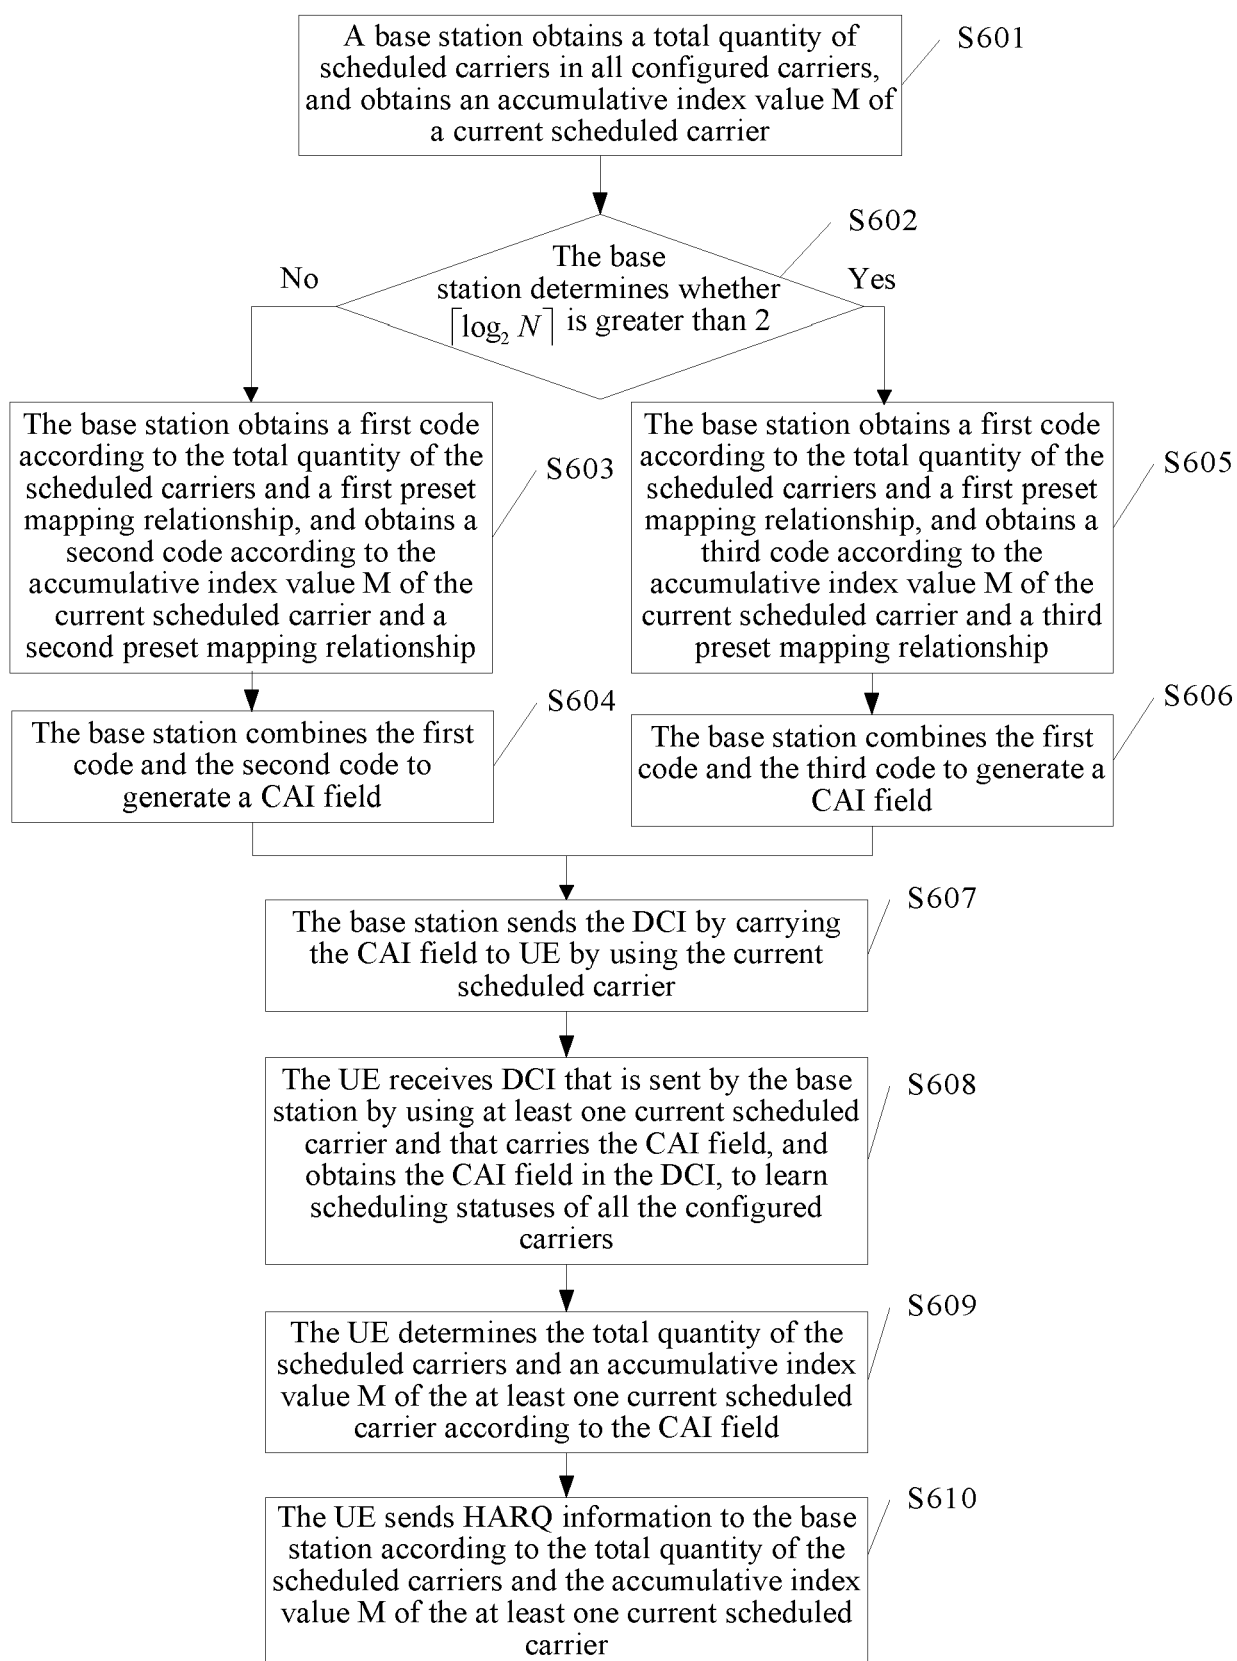 A base station obtains a total quantity of
scheduled carriers in all configured carriers,
and obtains an accumulative index value M of
a current scheduled carrier
S601
The base
station determines whether
⌈log₂ N⌉ is greater than 2
S602
No
Yes
The base station obtains a first code
according to the total quantity of the
scheduled carriers and a first preset
mapping relationship, and obtains a
second code according to the
accumulative index value M of the
current scheduled carrier and a
second preset mapping relationship
S603
The base station obtains a first code
according to the total quantity of the
scheduled carriers and a first preset
mapping relationship, and obtains a
third code according to the
accumulative index value M of the
current scheduled carrier and a third
preset mapping relationship
S605
The base station combines the first
code and the second code to
generate a CAI field
S604
The base station combines the first
code and the third code to generate a
CAI field
S606
The base station sends the DCI by carrying
the CAI field to UE by using the current
scheduled carrier
S607
The UE receives DCI that is sent by the base
station by using at least one current scheduled
carrier and that carries the CAI field, and
obtains the CAI field in the DCI, to learn
scheduling statuses of all the configured
carriers
S608
The UE determines the total quantity of the
scheduled carriers and an accumulative index
value M of the at least one current scheduled
carrier according to the CAI field
S609
The UE sends HARQ information to the base
station according to the total quantity of the
scheduled carriers and the accumulative index
value M of the at least one current scheduled
carrier
S610